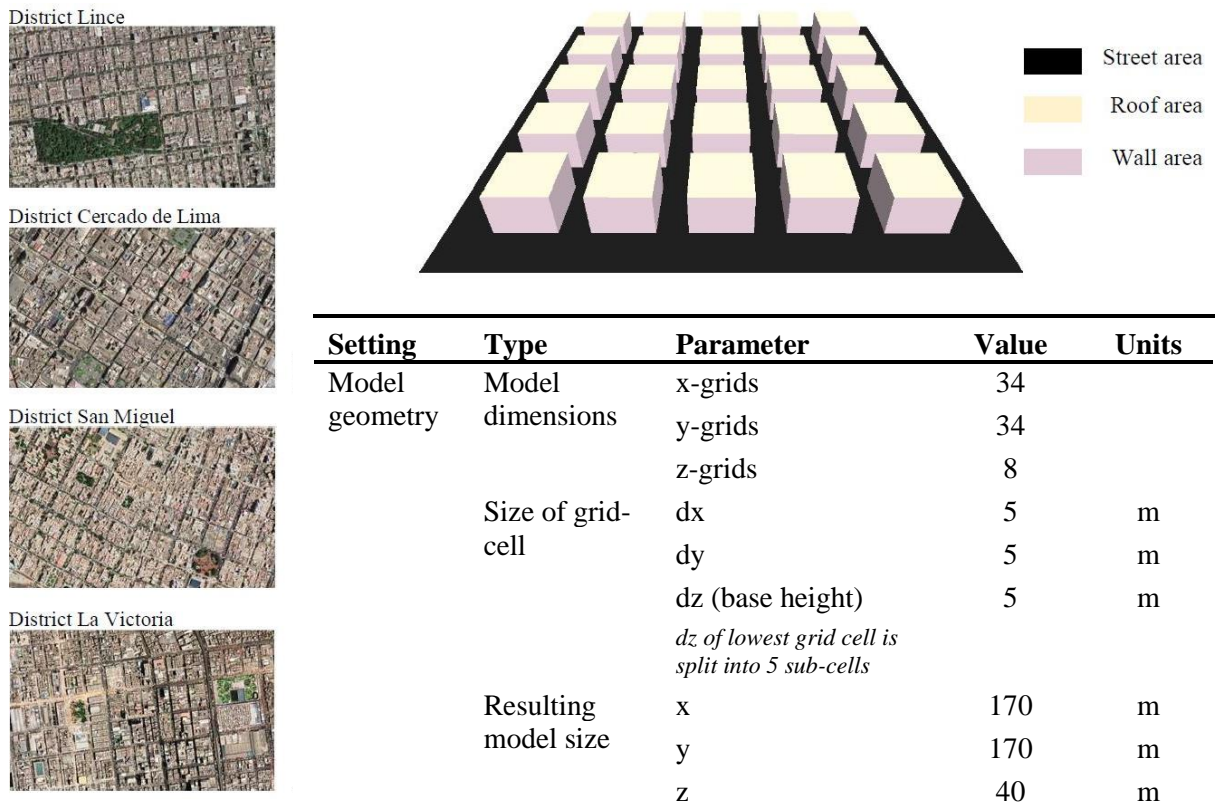 District Lince
District Cercado de Lima
District San Miguel
District La Victoria
Street area
Roof area
Wall area
Setting Type Parameter Value Units
Model geometry Model dimensions x-grids 34
y-grids 34
z-grids 8
Size of grid-cell dx 5 m
dy 5 m
dz (base height) 5 m
dz of lowest grid cell is
split into 5 sub-cells
Resulting model size x 170 m
y 170 m
z 40 m